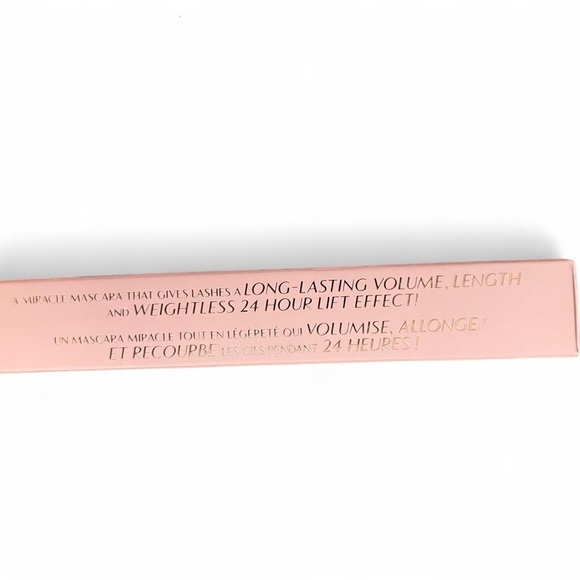 A MIRACLE MASCARA THAT GIVES LASHES A LONG-LASTING VOLUME, LENGTH
AND WEIGHTLESS 24 HOUR LIFT EFFECT!
UN MASCARA MIRACLE TOUT EN LÉGÈRETÉ QUI VOLUMISE, ALLONGE
ET RECOURBE LES CILS PENDANT 24 HEURES !